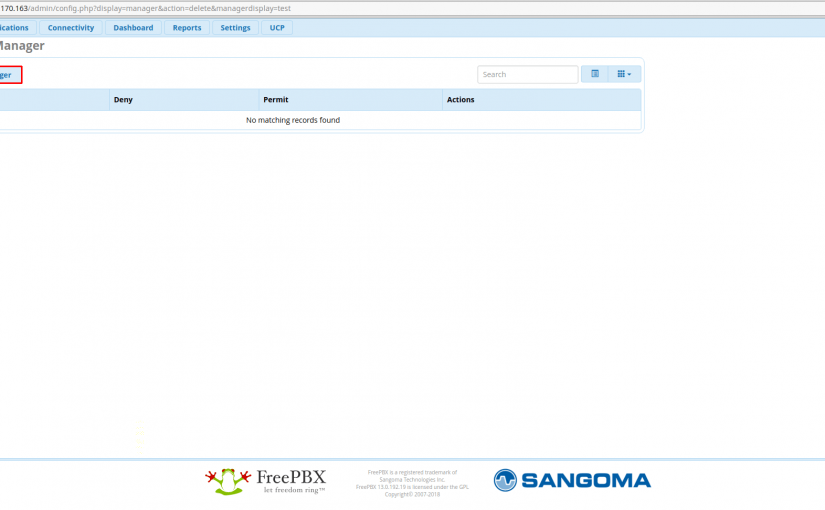 170.163/admin/config.php?display=manager&action=delete&managerdisplay=test
ications Connectivity Dashboard Reports Settings UCP
Manager
ger Search
Deny Permit Actions
No matching records found
FreePBX
let freedom ring™
FreePBX is a registered trademark of
Sangoma Technologies Inc.
FreePBX 13.0.192.19 is licensed under the GPL
Copyright© 2007-2018
SANGOMA